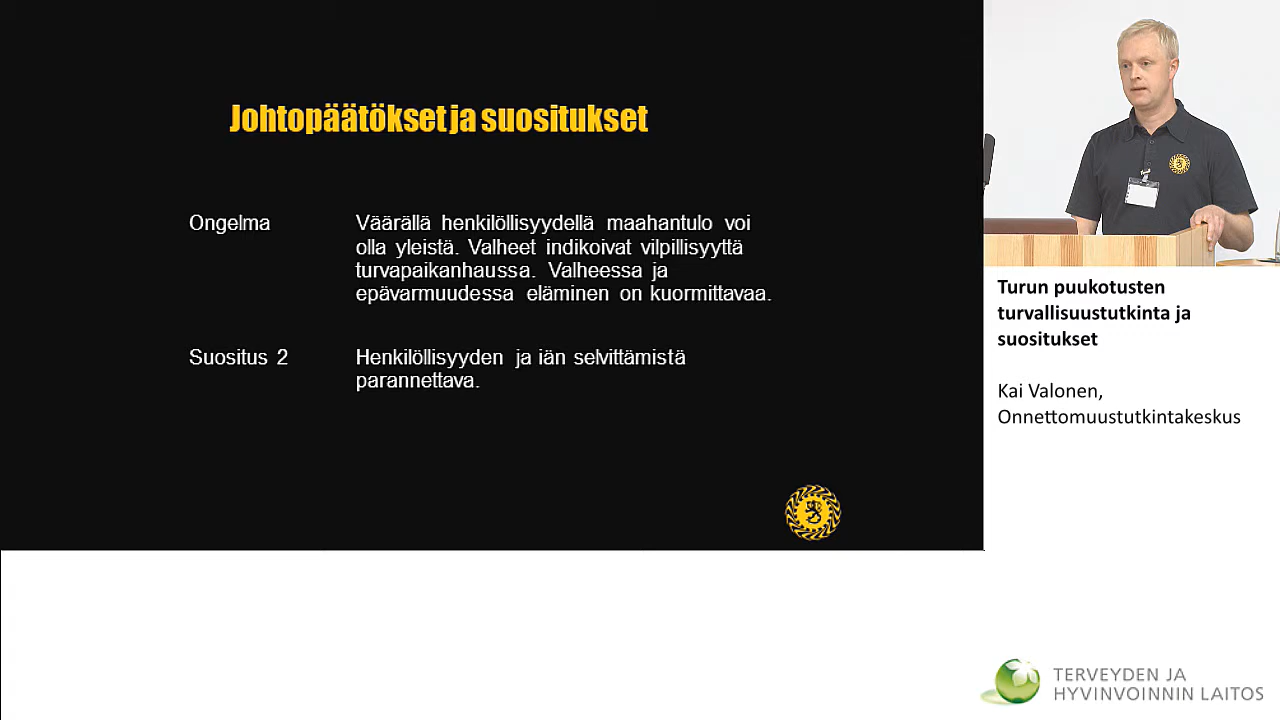 Johtopäätökset ja suositukset
Ongelma
Väärällä henkilöllisyydellä maahantulo voi
olla yleistä. Valheet indikoivat vilpillisyyttä
turvapaikanhaussa. Valheessa ja
epävarmuudessa eläminen on kuormittavaa.
Suositus 2
Henkilöllisyyden ja iän selvittämistä
parannettava.
Turun puukotusten
turvallisuustutkinta ja
suositukset
Kai Valonen,
Onnettomuustutkintakeskus
TERVEYDEN JA
HYVINVOINNIN LAITOS